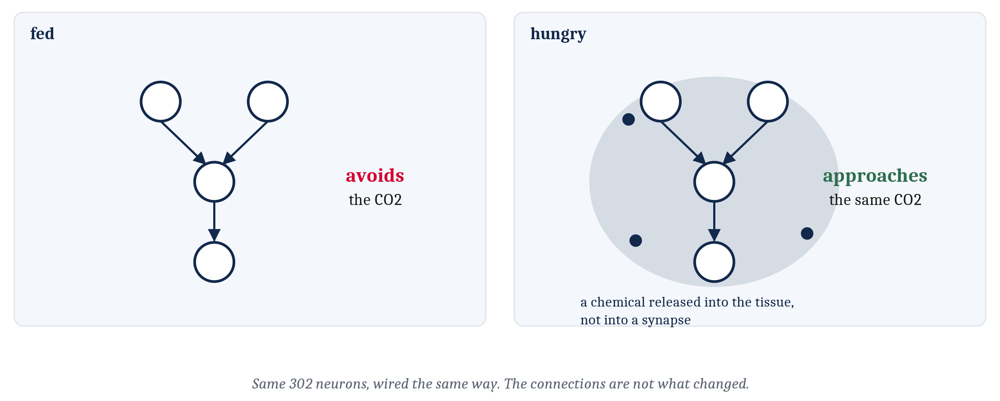 fed
avoids
the CO2
hungry
approaches
the same CO2
a chemical released into the tissue,
not into a synapse
Same 302 neurons, wired the same way. The connections are not what changed.